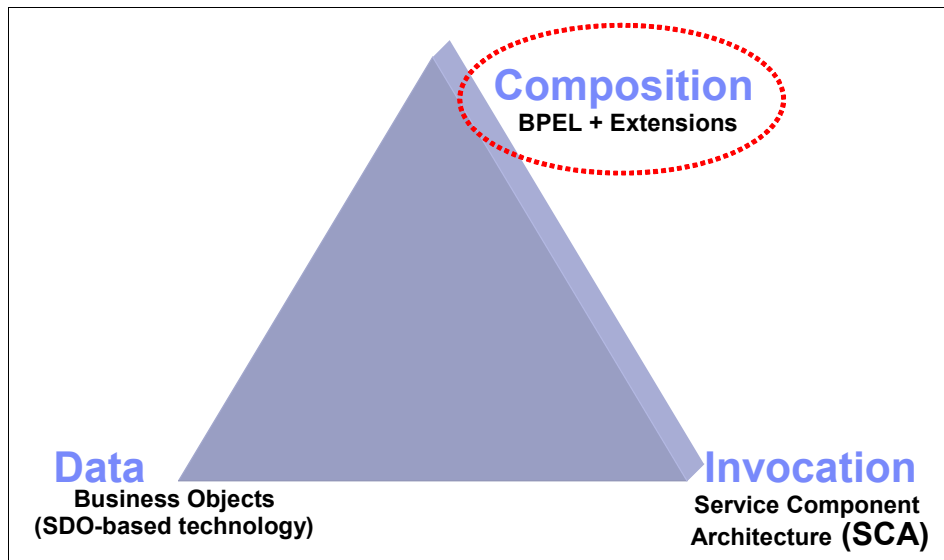 Composition
BPEL + Extensions
Data
Business Objects
(SDO-based technology)
Invocation
Service Component
Architecture (SCA)